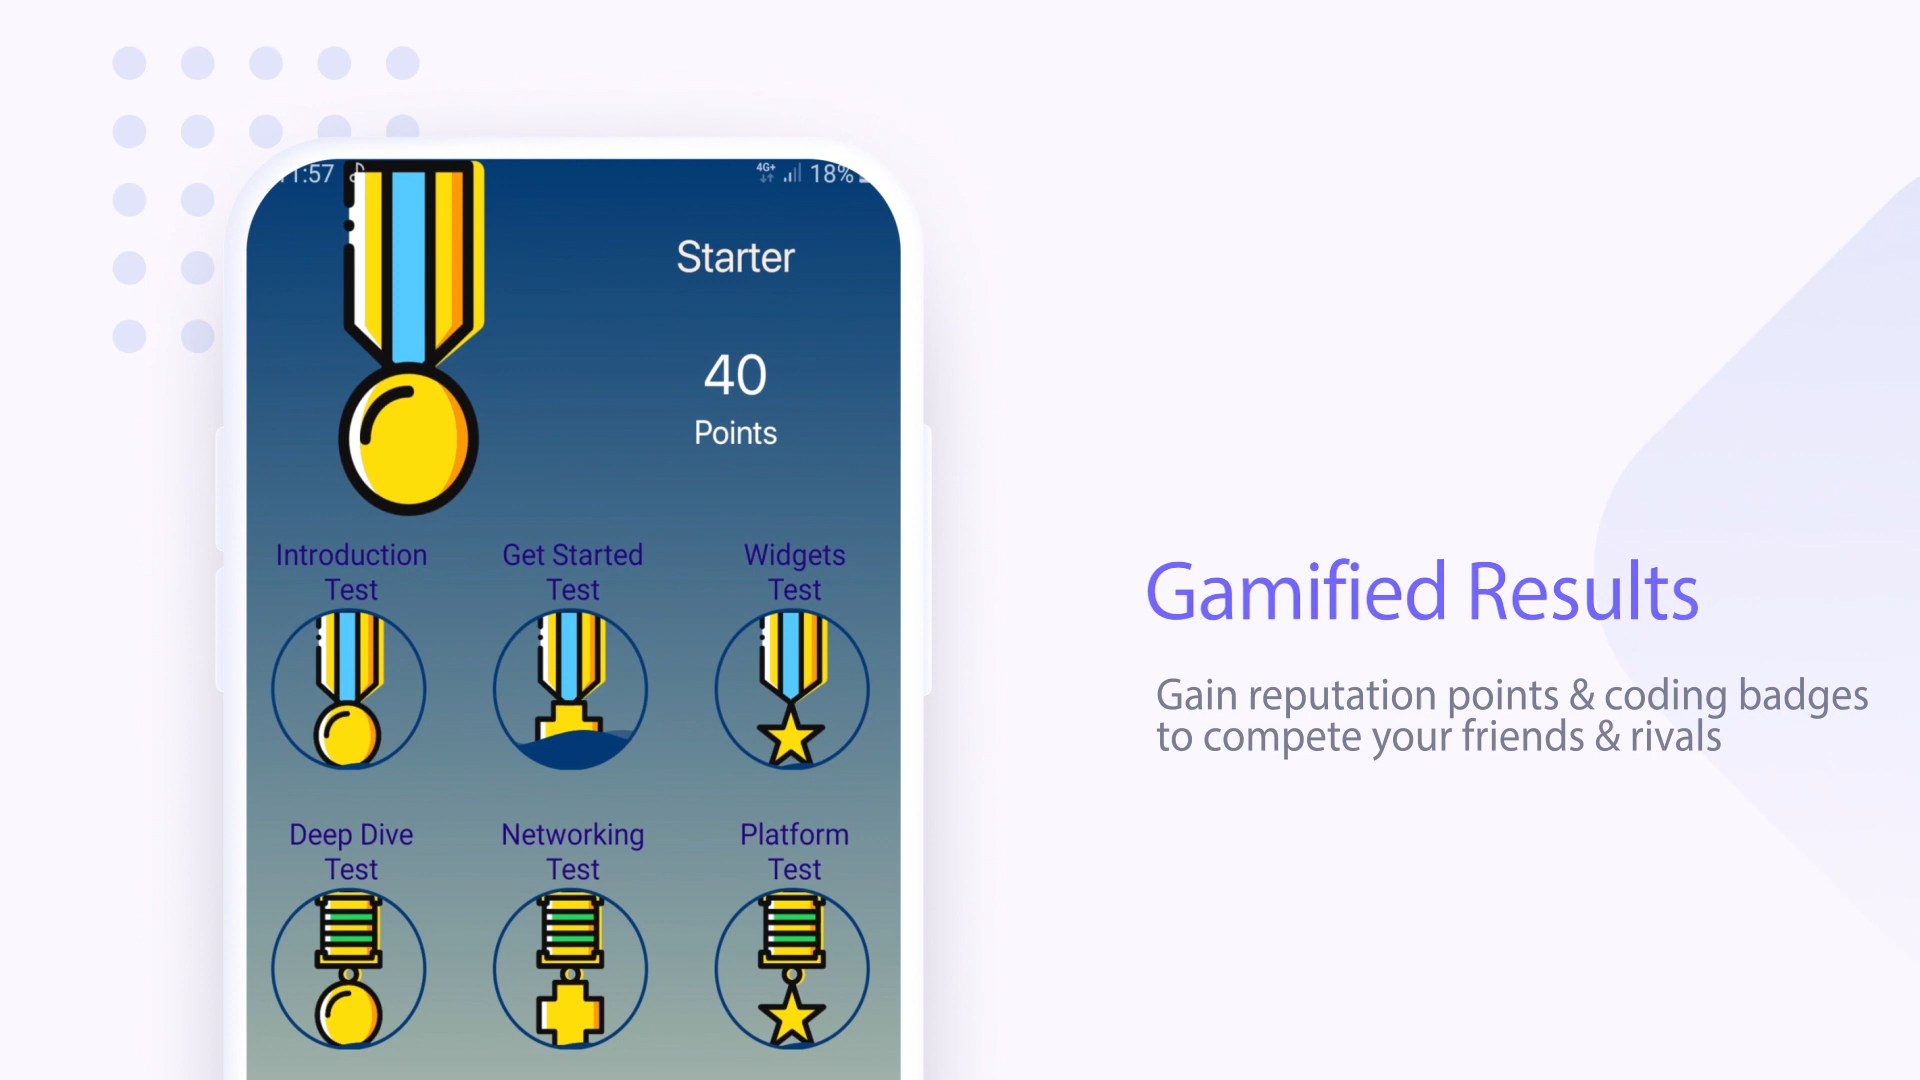 1:57
4G+ 18%
Starter
40
Points
Introduction
Test
Get Started
Test
Widgets
Test
Deep Dive
Test
Networking
Test
Platform
Test
Gamified Results
Gain reputation points & coding badges
to compete your friends & rivals